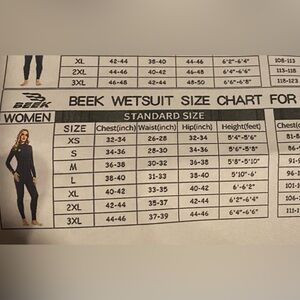 XL 42-44 38-40 44-46 6'2"-6'4" 108-113
2XL 44-46 40-42 46-48 6'4"-6'6" 113-118
3XL 46-48 42-44 48-50 6'6"-6'8" 118-123
BEEK BEEK WETSUIT SIZE CHART FOR
WOMEN STANDARD SIZE
SIZE Chest(inch) Waist(inch) Hip(inch) Height(feet)
XS 32-34 26-28 32-34 5'4"-5'6"
S 34-36 28-30 34-36 5'6"-5'8"
M 36-38 30-31 36-38 5'8"-5'10"
L 38-40 31-33 38-40 5'10"-6'
XL 40-42 33-35 40-42 6'-6'2"
2XL 42-44 35-37 42-44 6'2"-6'4"
3XL 44-46 37-39 44-46 6'4"-6'6"